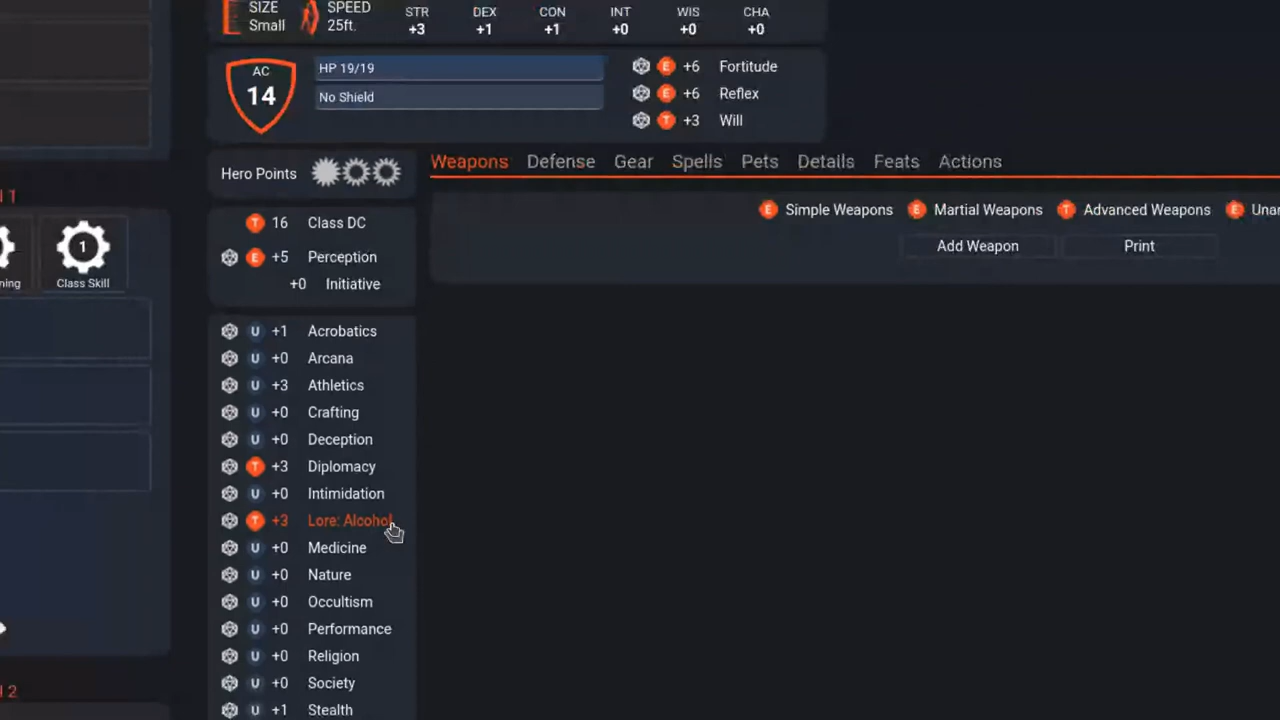 SIZE
Small
SPEED
25ft.
STR DEX CON INT WIS CHA
+3 +1 +1 +0 +0 +0
AC
14
HP 19/19
No Shield
E +6 Fortitude
E +6 Reflex
T +3 Will
Hero Points
Weapons Defense Gear Spells Pets Details Feats Actions
T 16 Class DC
E +5 Perception
+0 Initiative
E Simple Weapons E Martial Weapons T Advanced Weapons E Unar
Add Weapon Print
1
1
Class Skill
U +1 Acrobatics
U +0 Arcana
U +3 Athletics
U +0 Crafting
U +0 Deception
T +3 Diplomacy
U +0 Intimidation
T +3 Lore: Alcohol
U +0 Medicine
U +0 Nature
U +0 Occultism
U +0 Performance
U +0 Religion
U +0 Society
U +1 Stealth
2